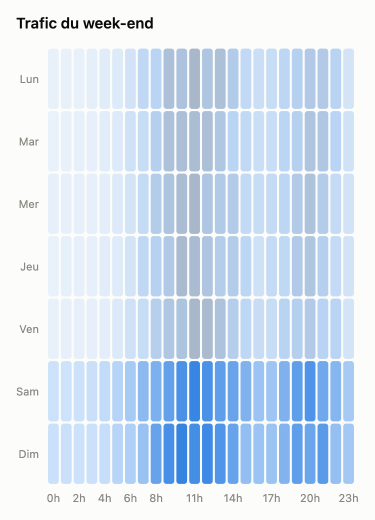 Trafic du week-end
Lun
Mar
Mer
Jeu
Ven
Sam
Dim
0h 2h 4h 6h 8h 11h 14h 17h 20h 23h